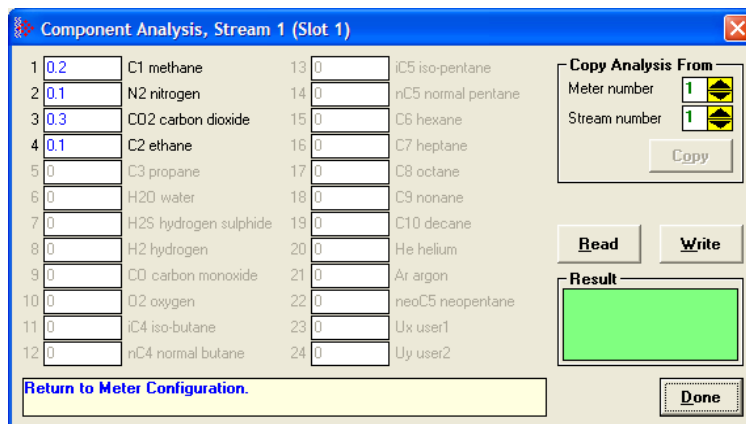 Component Analysis, Stream 1 (Slot 1)
1 0.2 C1 methane
2 0.1 N2 nitrogen
3 0.3 CO2 carbon dioxide
4 0.1 C2 ethane
5 0 C3 propane
6 0 H2O water
7 0 H2S hydrogen sulphide
8 0 H2 hydrogen
9 0 CO carbon monoxide
10 0 O2 oxygen
11 0 iC4 iso-butane
12 0 nC4 normal butane
13 0 iC5 iso-pentane
14 0 nC5 normal pentane
15 0 C6 hexane
16 0 C7 heptane
17 0 C8 octane
18 0 C9 nonane
19 0 C10 decane
20 0 He helium
21 0 Ar argon
22 0 neoC5 neopentane
23 0 Ux user1
24 0 Uy user2
Copy Analysis From
Meter number 1
Stream number 1
Copy
Read Write
Result
Return to Meter Configuration.
Done